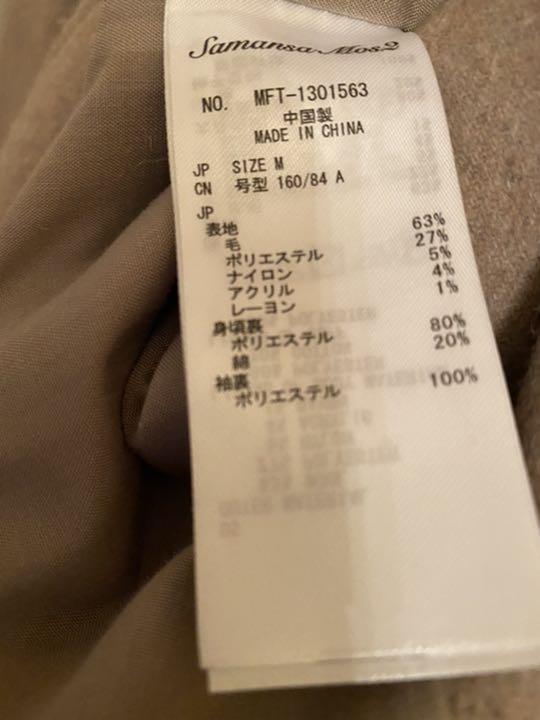 Samansa Mos2
NO. MFT-1301563
中国製
MADE IN CHINA
JP SIZE M
CN 号型 160/84 A
JP
表地
毛 63%
ポリエステル 27%
ナイロン 5%
アクリル 4%
レーヨン 1%
身頃裏
ポリエステル 80%
綿 20%
袖裏
ポリエステル 100%